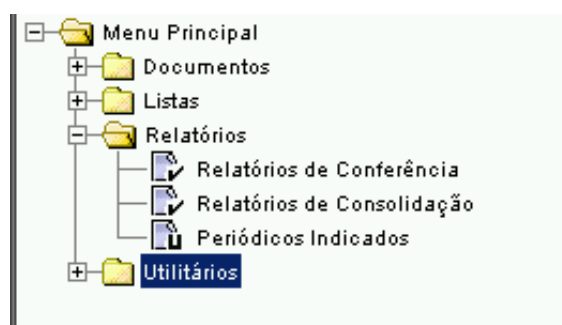 Menu Principal
Documentos
Listas
Relatórios
Relatórios de Conferência
Relatórios de Consolidação
Periódicos Indicados
Utilitários